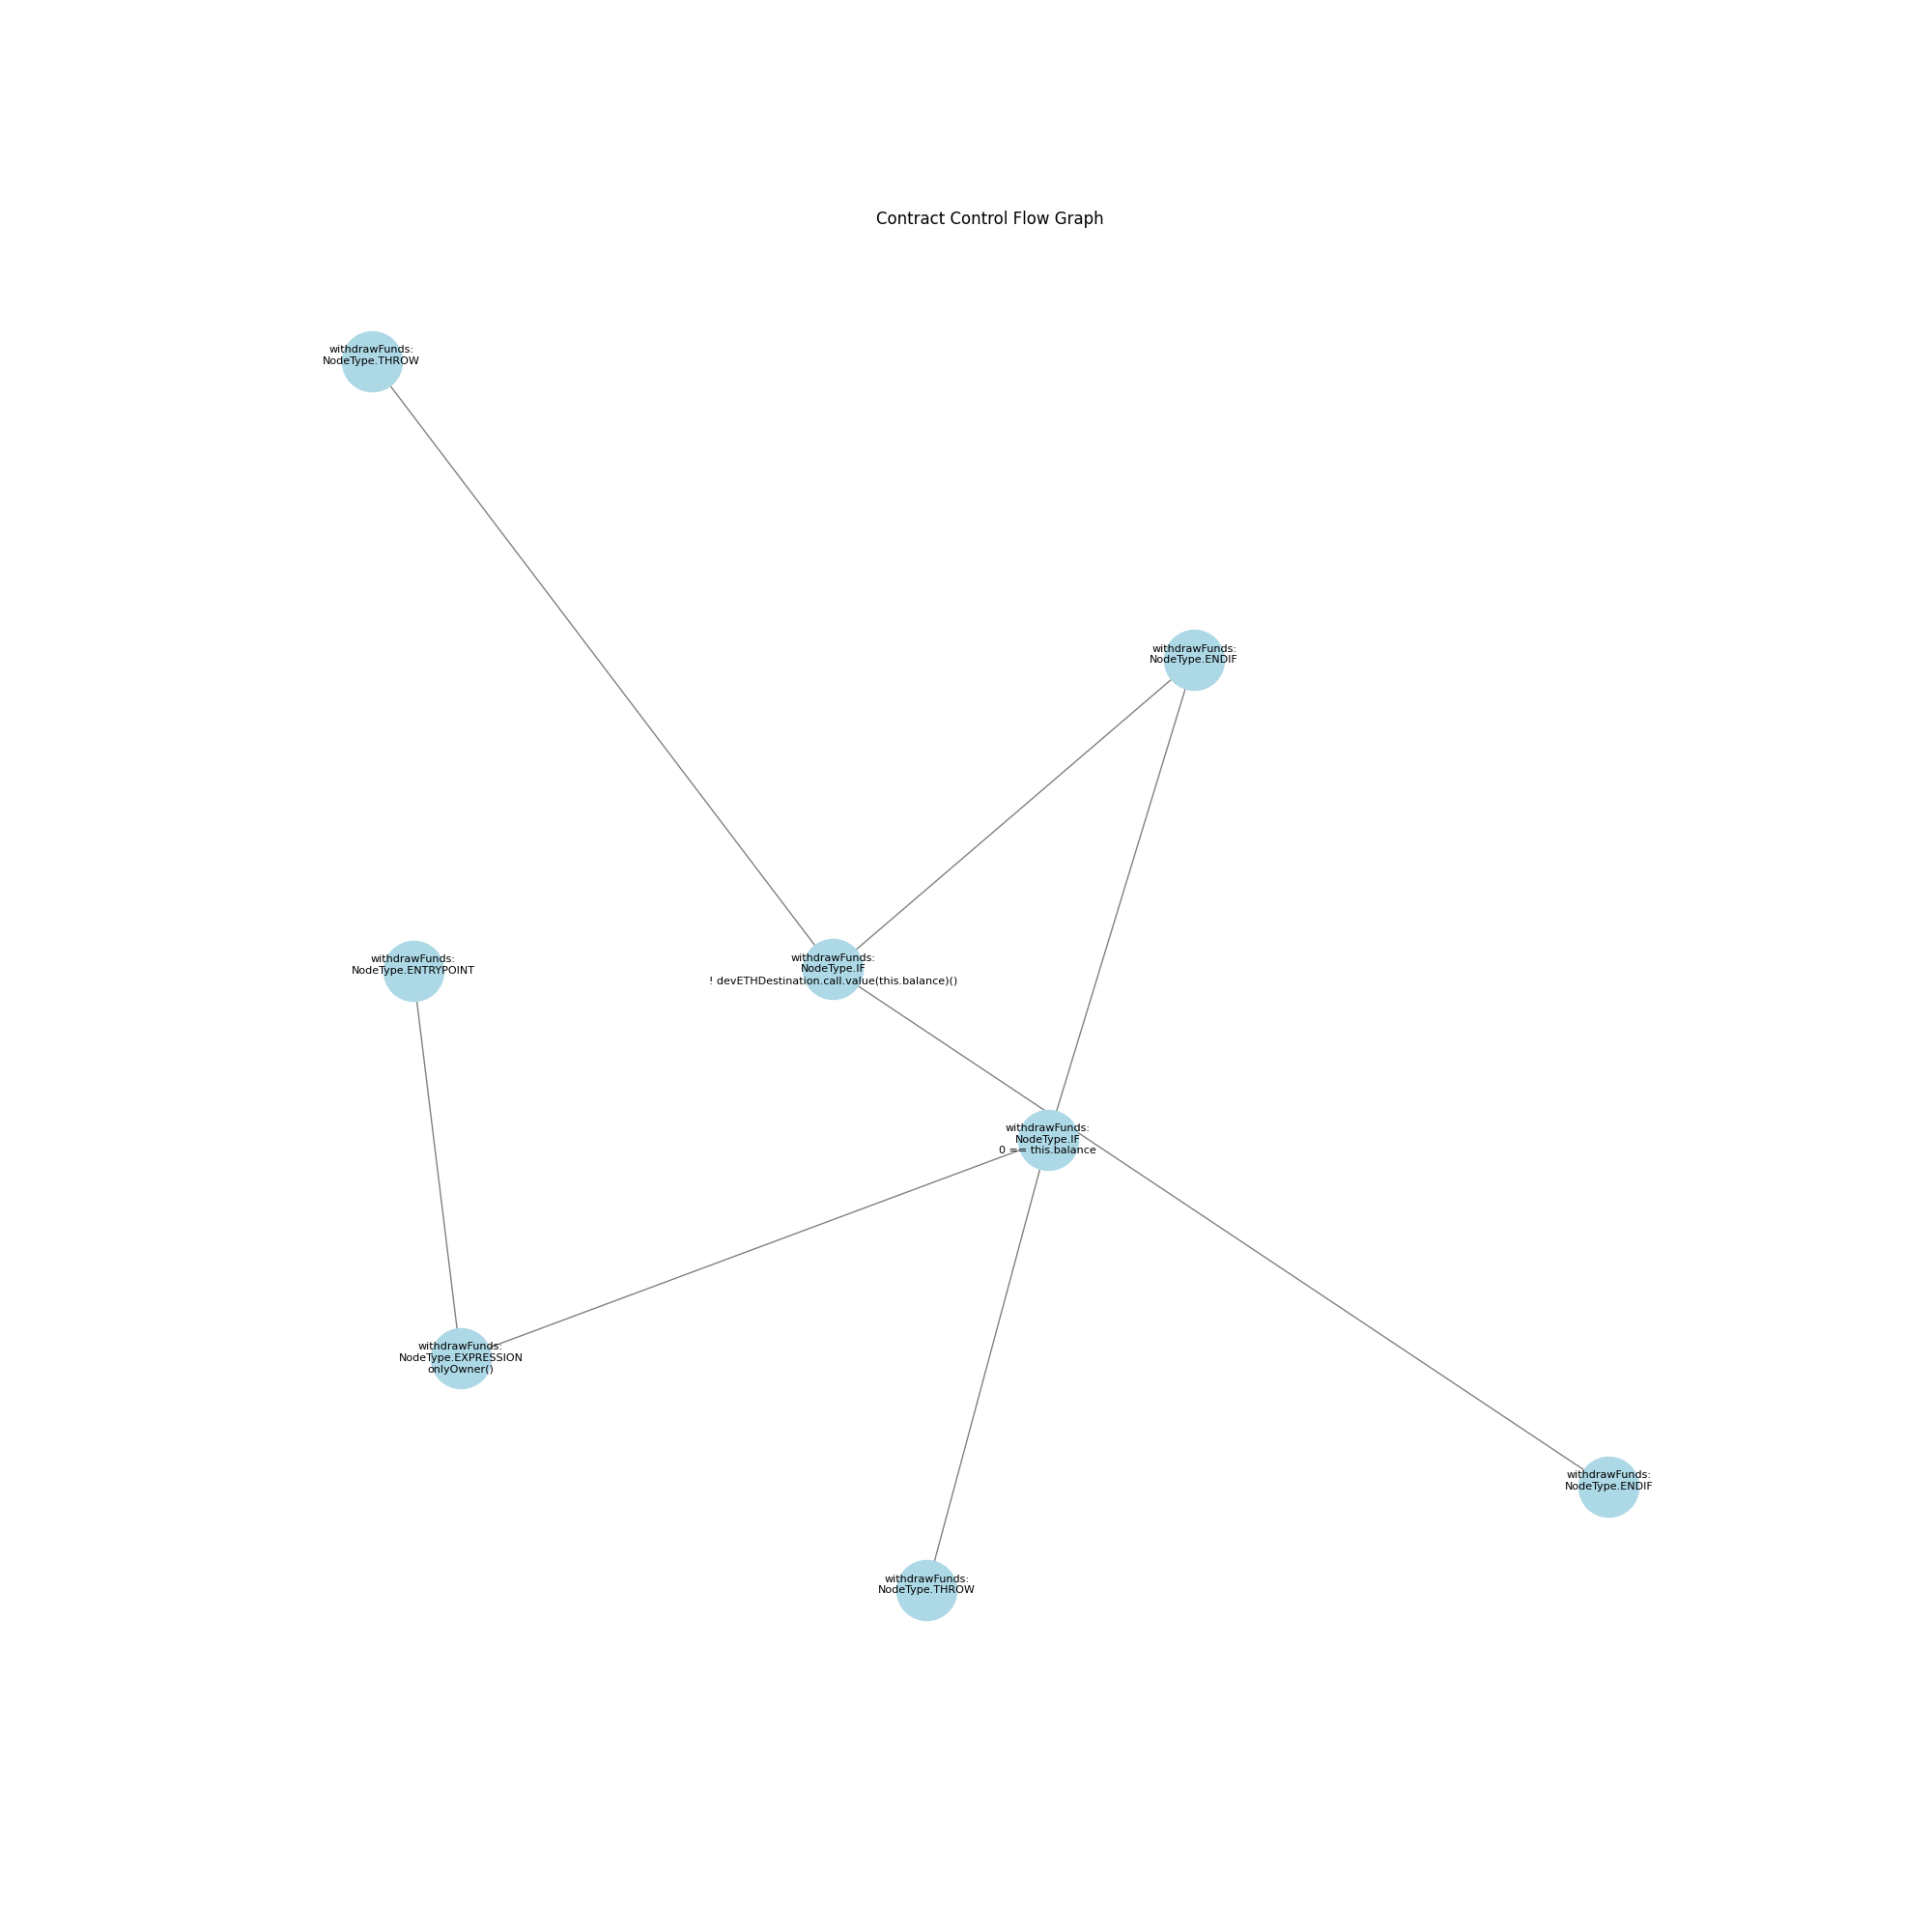 Contract Control Flow Graph
withdrawFunds:
NodeType.THROW
withdrawFunds:
NodeType.ENDIF
withdrawFunds:
NodeType.IF
! devETHDestination.call.value(this.balance)()
withdrawFunds:
NodeType.ENTRYPOINT
withdrawFunds:
NodeType.IF
0 == this.balance
withdrawFunds:
NodeType.EXPRESSION
onlyOwner()
withdrawFunds:
NodeType.ENDIF
withdrawFunds:
NodeType.THROW